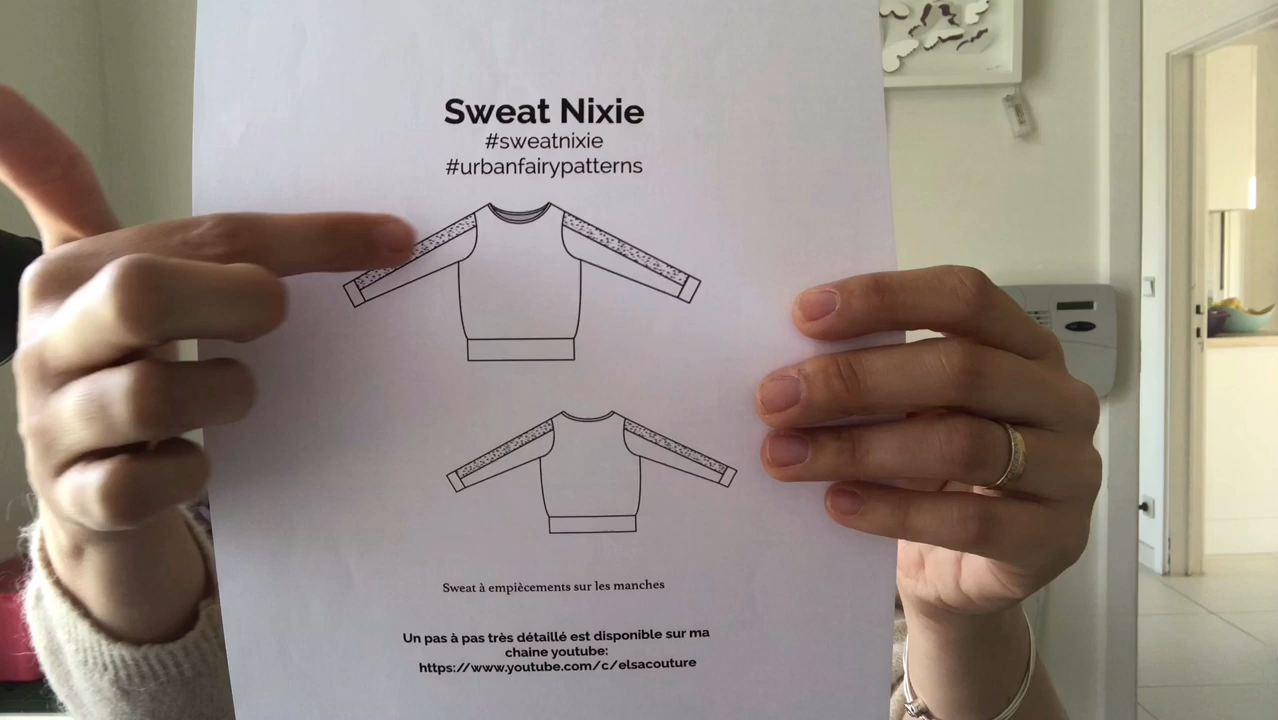 Sweat Nixie
#sweatnixie
#urbanfairypatterns
Sweat à empiècements sur les manches
Un pas à pas très détaillé est disponible sur ma
chaine youtube:
https://www.youtube.com/c/elsacouture